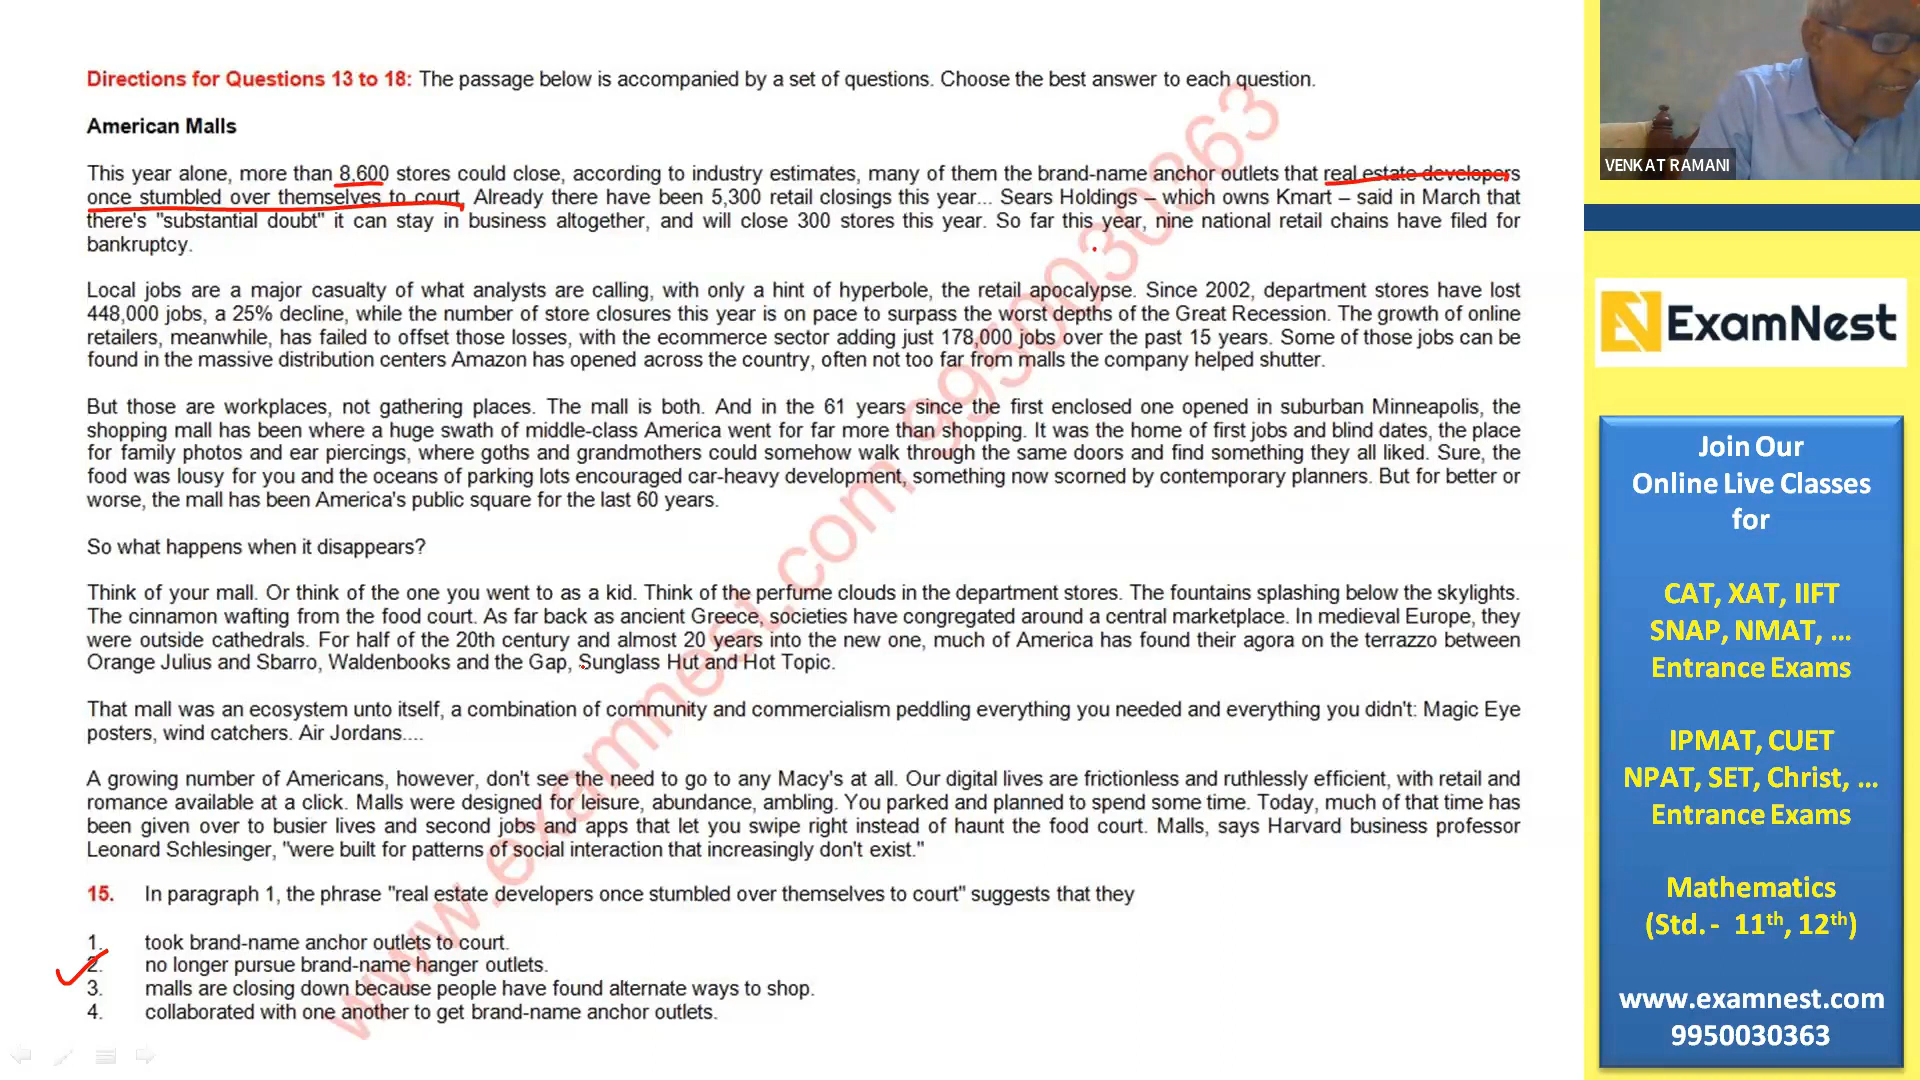 Directions for Questions 13 to 18: The passage below is accompanied by a set of questions. Choose the best answer to each question.
American Malls
This year alone, more than 8,600 stores could close, according to industry estimates, many of them the brand-name anchor outlets that real estate developers
once stumbled over themselves to court. Already there have been 5,300 retail closings this year... Sears Holdings – which owns Kmart – said in March that
there's "substantial doubt" it can stay in business altogether, and will close 300 stores this year. So far this year, nine national retail chains have filed for
bankruptcy.
Local jobs are a major casualty of what analysts are calling, with only a hint of hyperbole, the retail apocalypse. Since 2002, department stores have lost
448,000 jobs, a 25% decline, while the number of store closures this year is on pace to surpass the worst depths of the Great Recession. The growth of online
retailers, meanwhile, has failed to offset those losses, with the ecommerce sector adding just 178,000 jobs over the past 15 years. Some of those jobs can be
found in the massive distribution centers Amazon has opened across the country, often not too far from malls the company helped shutter.
But those are workplaces, not gathering places. The mall is both. And in the 61 years since the first enclosed one opened in suburban Minneapolis, the
shopping mall has been where a huge swath of middle-class America went for far more than shopping. It was the home of first jobs and blind dates, the place
for family photos and ear piercings, where goths and grandmothers could somehow walk through the same doors and find something they all liked. Sure, the
food was lousy for you and the oceans of parking lots encouraged car-heavy development, something now scorned by contemporary planners. But for better or
worse, the mall has been America's public square for the last 60 years.
So what happens when it disappears?
Think of your mall. Or think of the one you went to as a kid. Think of the perfume clouds in the department stores. The fountains splashing below the skylights.
The cinnamon wafting from the food court. As far back as ancient Greece, societies have congregated around a central marketplace. In medieval Europe, they
were outside cathedrals. For half of the 20th century and almost 20 years into the new one, much of America has found their agora on the terrazzo between
Orange Julius and Sbarro, Waldenbooks and the Gap, Sunglass Hut and Hot Topic.
That mall was an ecosystem unto itself, a combination of community and commercialism peddling everything you needed and everything you didn't: Magic Eye
posters, wind catchers. Air Jordans....
A growing number of Americans, however, don't see the need to go to any Macy's at all. Our digital lives are frictionless and ruthlessly efficient, with retail and
romance available at a click. Malls were designed for leisure, abundance, ambling. You parked and planned to spend some time. Today, much of that time has
been given over to busier lives and second jobs and apps that let you swipe right instead of haunt the food court. Malls, says Harvard business professor
Leonard Schlesinger, "were built for patterns of social interaction that increasingly don't exist."
15. In paragraph 1, the phrase "real estate developers once stumbled over themselves to court" suggests that they
1. took brand-name anchor outlets to court.
2. no longer pursue brand-name hanger outlets.
3. malls are closing down because people have found alternate ways to shop.
4. collaborated with one another to get brand-name anchor outlets.
www.examnest.com 9950030363
VENKAT RAMANI
ExamNest
Join Our
Online Live Classes
for
CAT, XAT, IIFT
SNAP, NMAT, ...
Entrance Exams
IPMAT, CUET
NPAT, SET, Christ, ...
Entrance Exams
Mathematics
(Std. - 11th, 12th)
www.examnest.com
9950030363